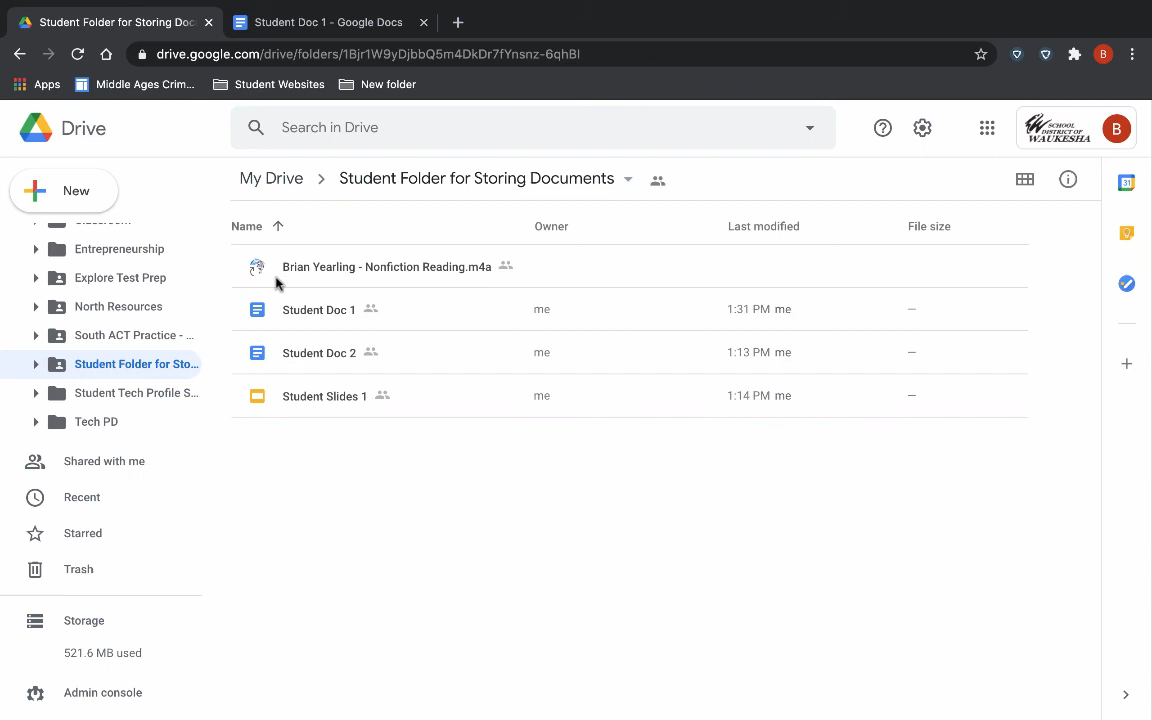 Student Folder for Storing Doc
Student Doc 1 - Google Docs
drive.google.com/drive/folders/1Bjr1W9yDjbbQ5m4DkDr7fYnsnz-6qhBl
B
Apps
Middle Ages Crim...
Student Websites
New folder
Drive
Search in Drive
SCHOOL
DISTRICT OF
WAUKESHA
B
New
My Drive
Student Folder for Storing Documents
31
Name
Owner
Last modified
File size
Entrepreneurship
Explore Test Prep
North Resources
South ACT Practice - ...
Student Folder for Sto...
Student Tech Profile S...
Tech PD
Brian Yearling - Nonfiction Reading.m4a
Student Doc 1 me 1:31 PM me —
Student Doc 2 me 1:13 PM me —
Student Slides 1 me 1:14 PM me —
Shared with me
Recent
Starred
Trash
Storage
521.6 MB used
Admin console